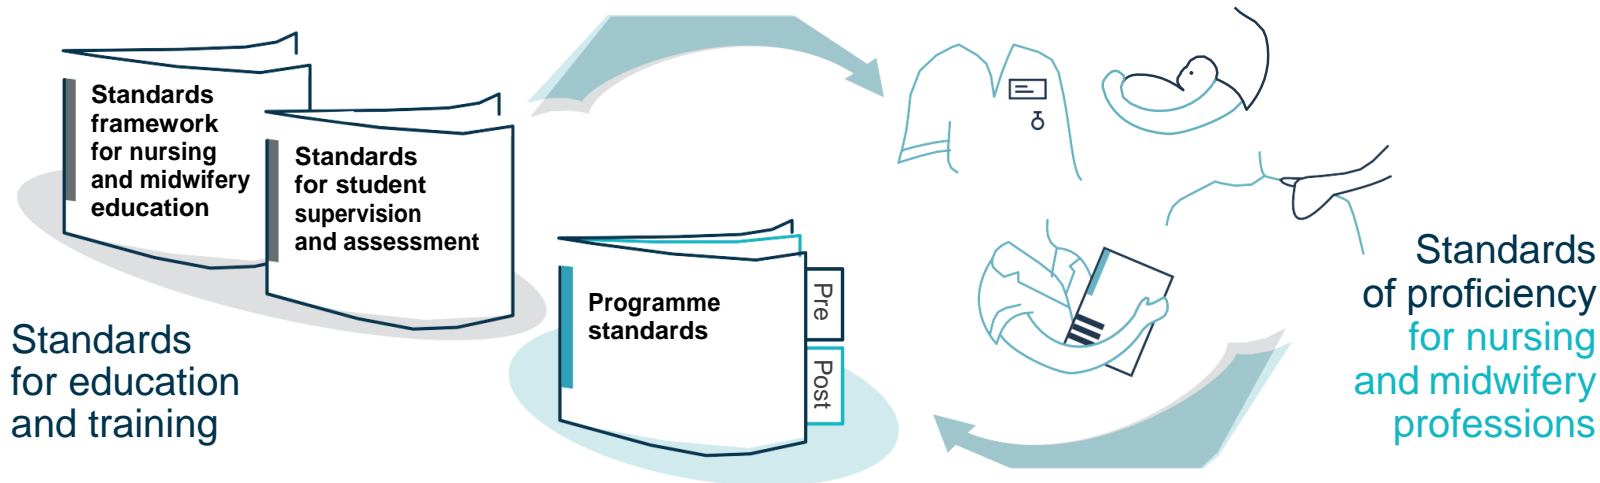 Standards
framework
for nursing
and midwifery
education
Standards
for student
supervision
and assessment
Programme
standards
Pre
Post
Standards
for education
and training
Standards
of proficiency
for nursing
and midwifery
professions